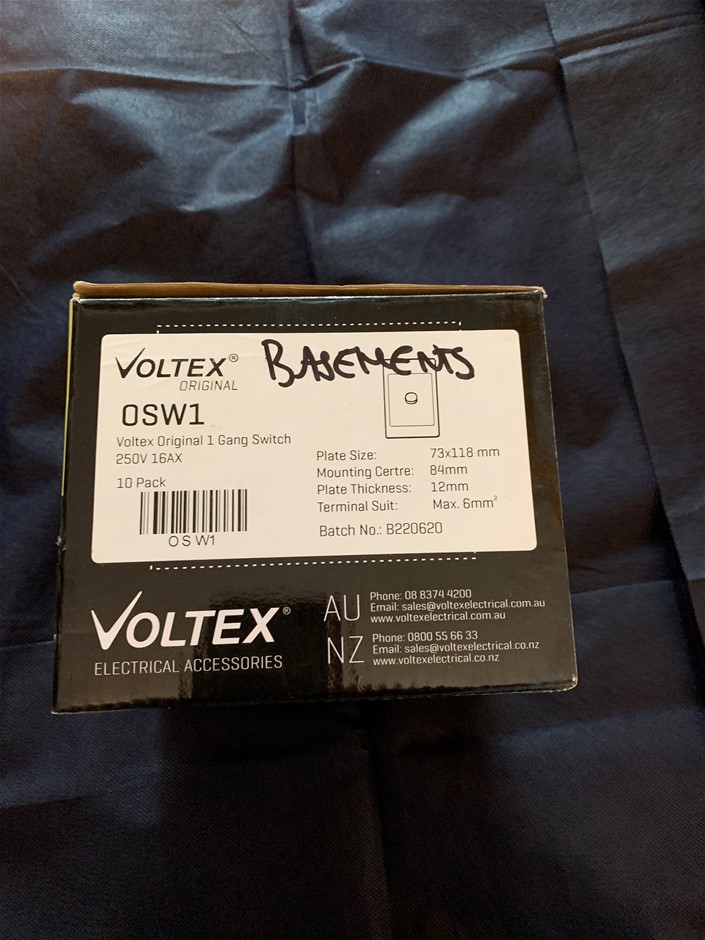 VOLTEX®
ORIGINAL
BASEMENTS
OSW1
Voltex Original 1 Gang Switch
250V 16AX
10 Pack
OSW1
Plate Size: 73x118 mm
Mounting Certre: 84mm
Plate Thickness: 12mm
Terminal Suit: Max. 6mm²
Batch No.: B220620
VOLTEX®
ELECTRICAL ACCESSORIES
AU
Phone: 08 8374 4200
Email: sales@voltexelectrical.com.au
www.voltexelectrical.com.au
NZ
Phone: 0800 55 66 33
Email: sales@voltexelectrical.co.nz
www.voltexelectrical.co.nz